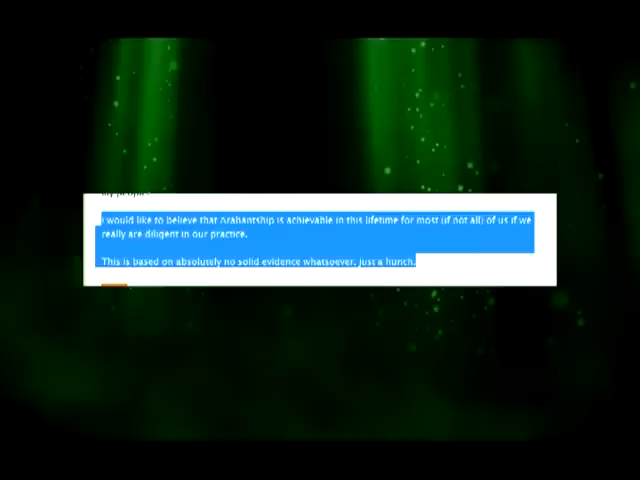 I would like to believe that Arahantship is achievable in this lifetime for most (if not all) of us if we
really are diligent in our practice.
This is based on absolutely no solid evidence whatsoever. Just a hunch.